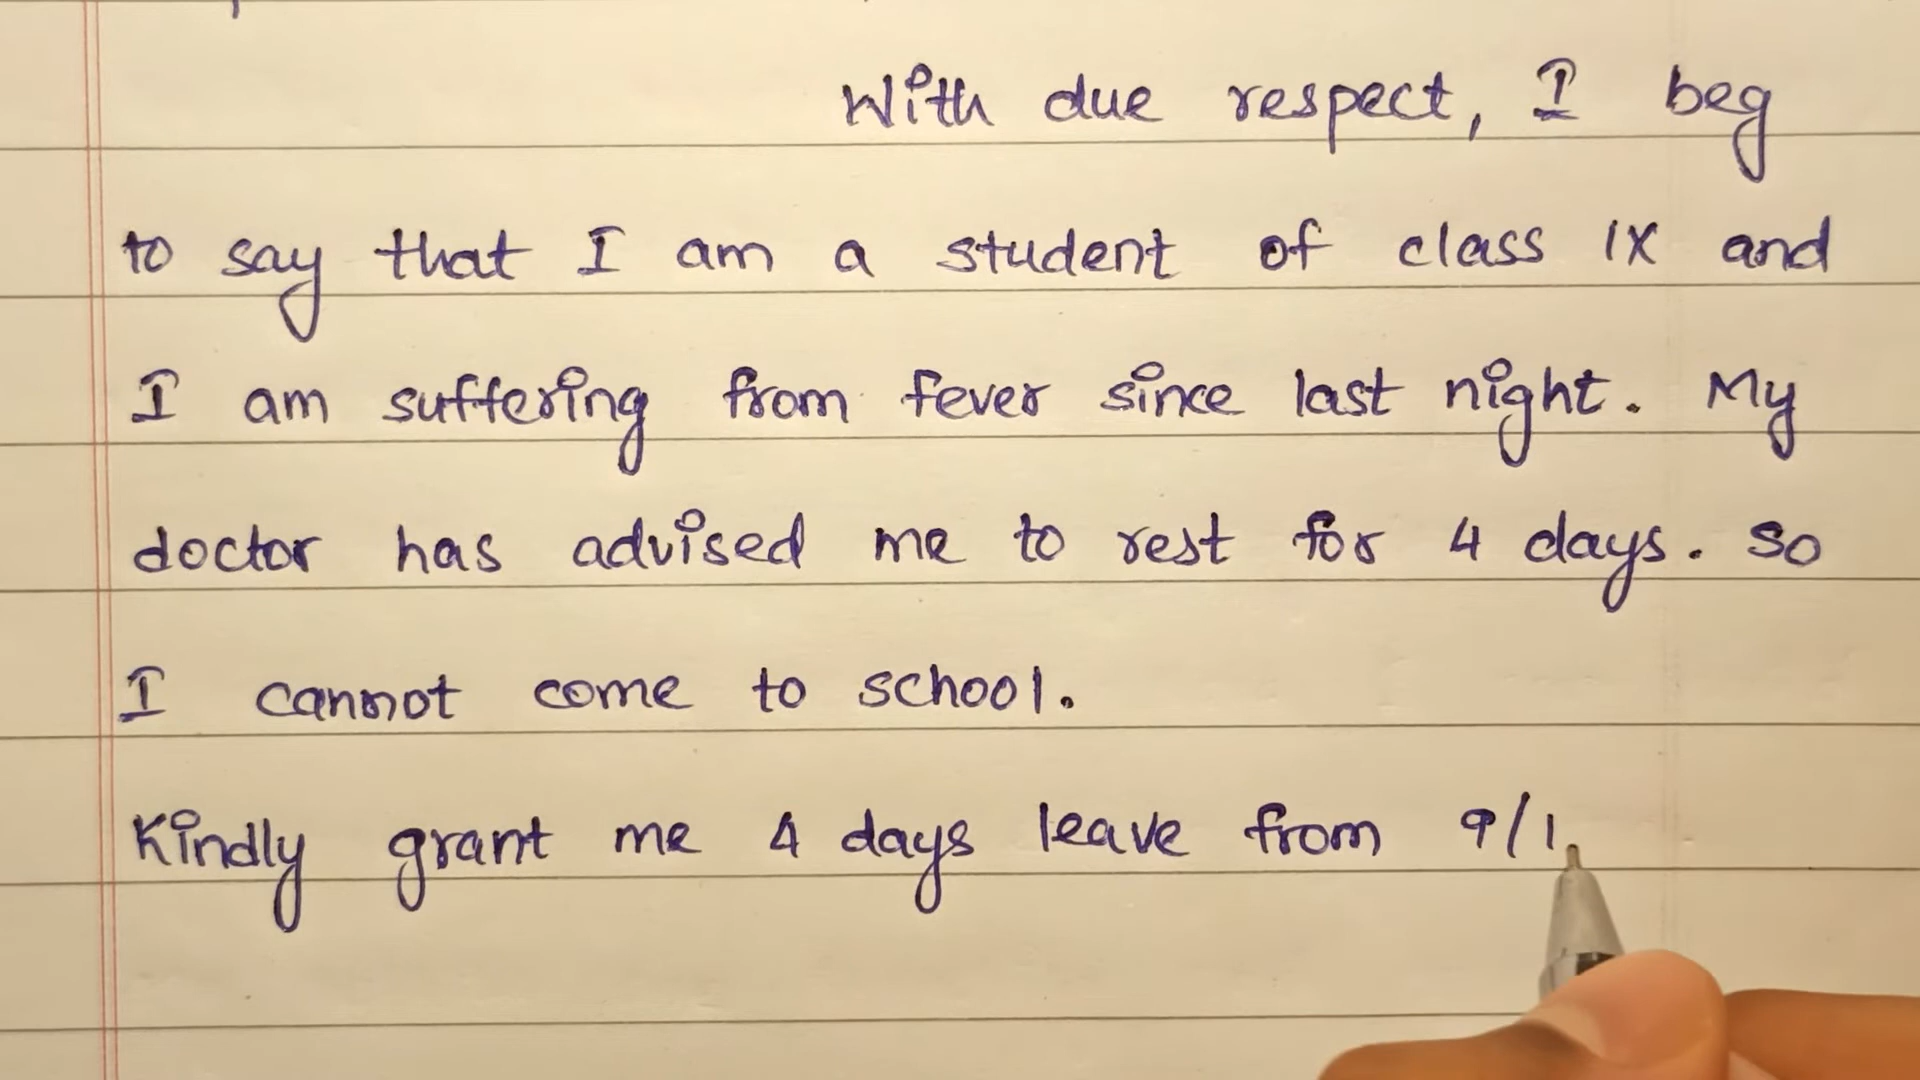 With due respect, I beg
to say that I am a student of class IX and
I am suffering from fever since last night. My
doctor has advised me to rest for 4 days. So
I cannot come to school.
Kindly grant me 4 days leave from 9/1